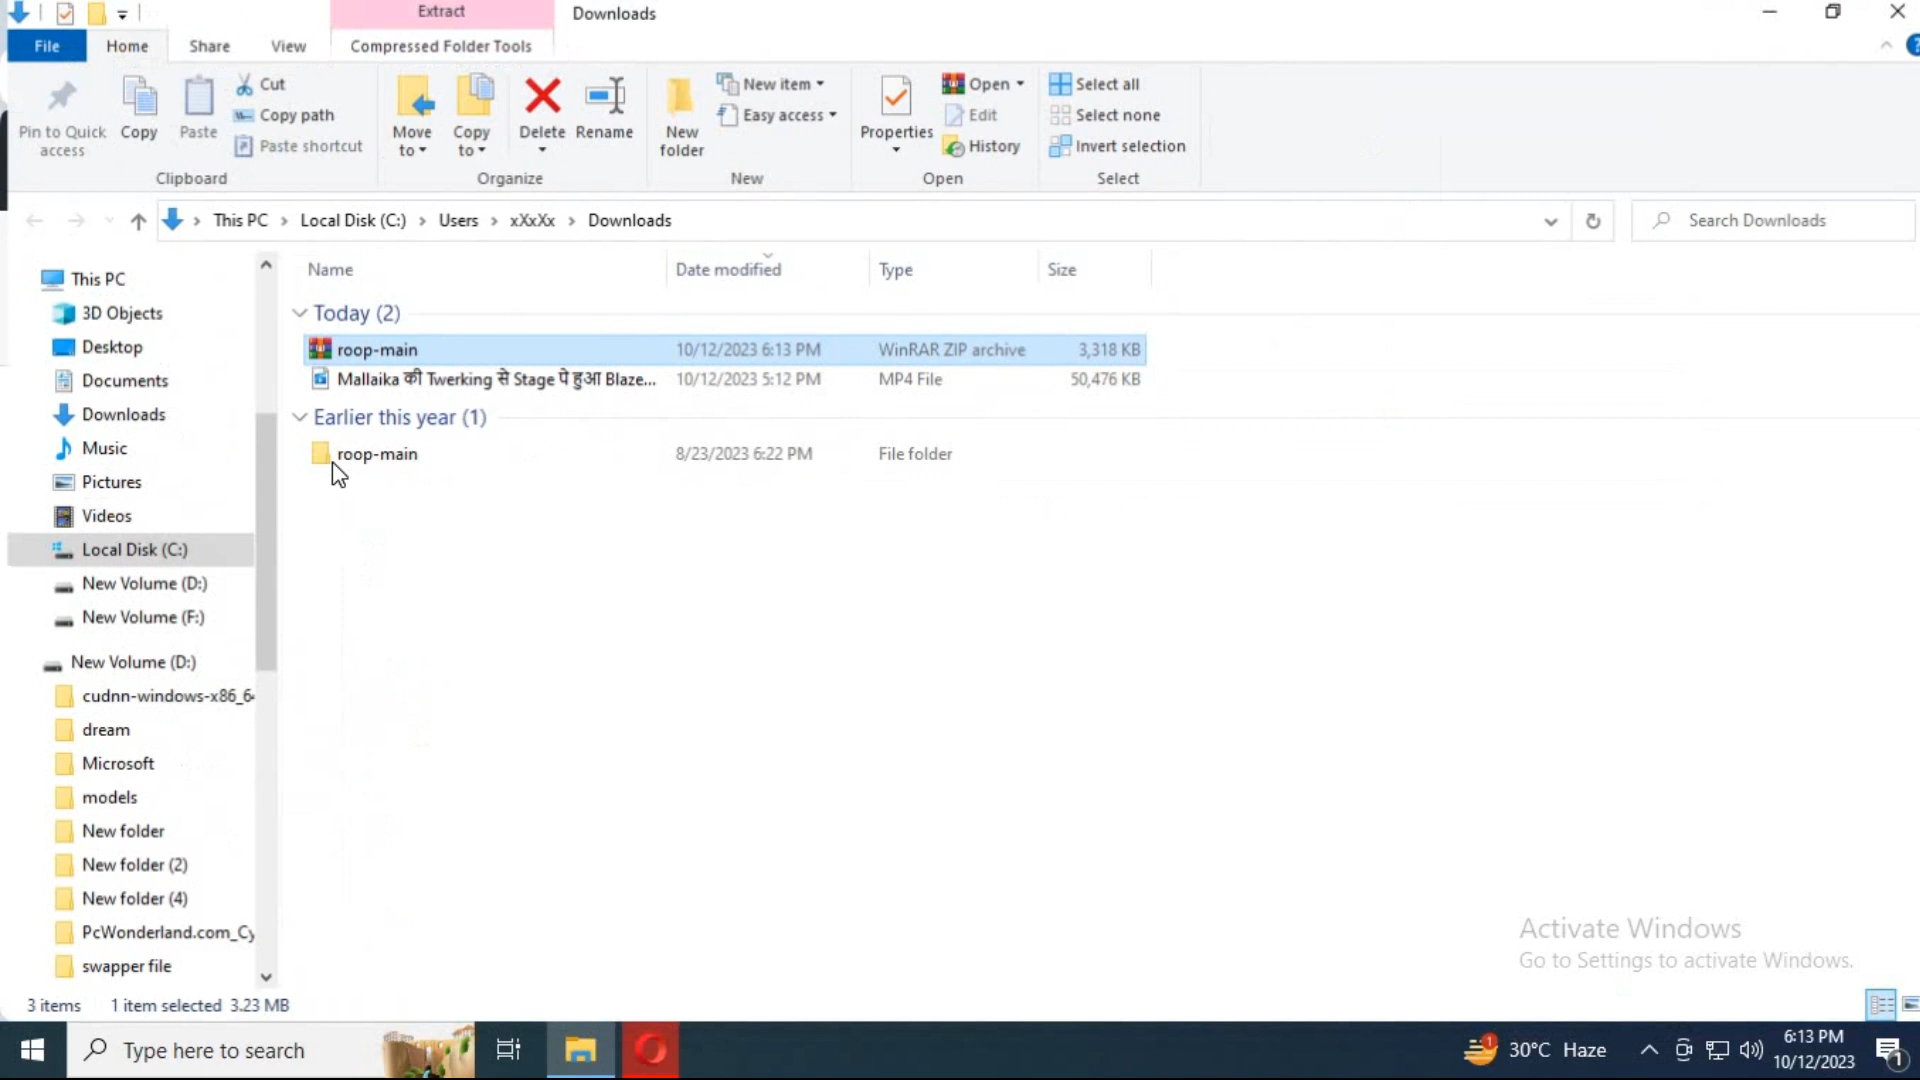 Extract
Downloads
File
Home
Share
View
Compressed Folder Tools
Pin to Quick access
Copy
Paste
Cut
Copy path
Paste shortcut
Clipboard
Move to
Copy to
Delete
Rename
Organize
New folder
New item
Easy access
New
Properties
Open
Edit
History
Open
Select all
Select none
Invert selection
Select
This PC > Local Disk (C:) > Users > xXxXx > Downloads
Search Downloads
Name Date modified Type Size
Today (2)
roop-main 10/12/2023 6:13 PM WinRAR ZIP archive 3,318 KB
Mallaika की Twerking से Stage पे हुआ Blaze... 10/12/2023 5:12 PM MP4 File 50,476 KB
Earlier this year (1)
roop-main 8/23/2023 6:22 PM File folder
This PC
3D Objects
Desktop
Documents
Downloads
Music
Pictures
Videos
Local Disk (C:)
New Volume (D:)
New Volume (F:)
New Volume (D:)
cudnn-windows-x86_6
dream
Microsoft
models
New folder
New folder (2)
New folder (4)
PcWonderland.com_Cy
swapper file
Activate Windows
Go to Settings to activate Windows.
3 items 1 item selected 3.23 MB
Type here to search
1
30°C Haze
6:13 PM
10/12/2023
1